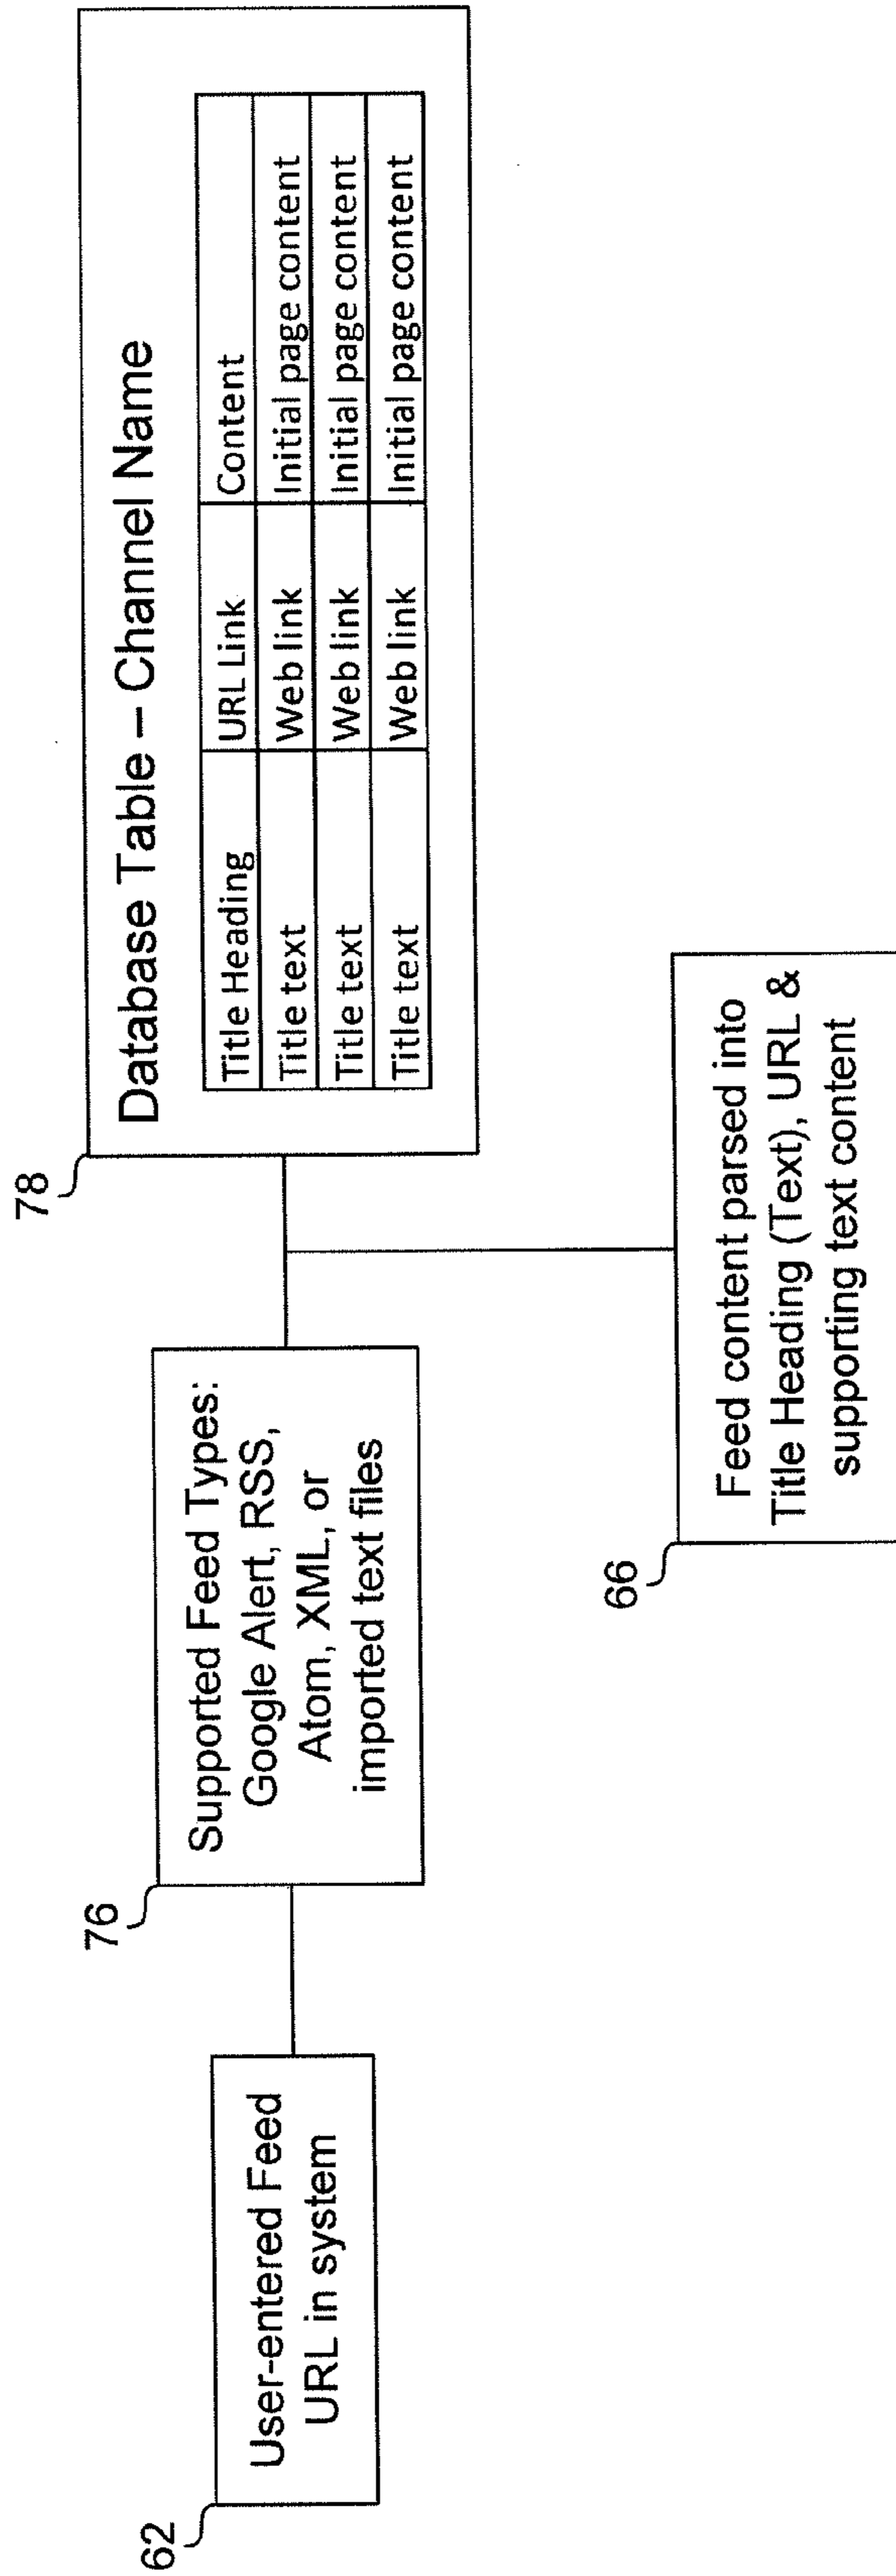 62
User-entered Feed
URL in system
76
Supported Feed Types:
Google Alert, RSS,
Atom, XML, or
imported text files
66
Feed content parsed into
Title Heading (Text), URL &
supporting text content
78
Database Table – Channel Name
Title Heading URL Link Content
Title text Web link Initial page content
Title text Web link Initial page content
Title text Web link Initial page content